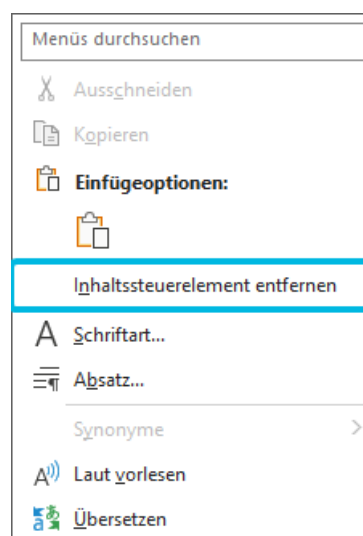 Menüs durchsuchen
Ausschneiden
Kopieren
Einfügeoptionen:
Inhaltssteuerelement entfernen
Schriftart...
Absatz...
Synonyme
Laut vorlesen
Übersetzen